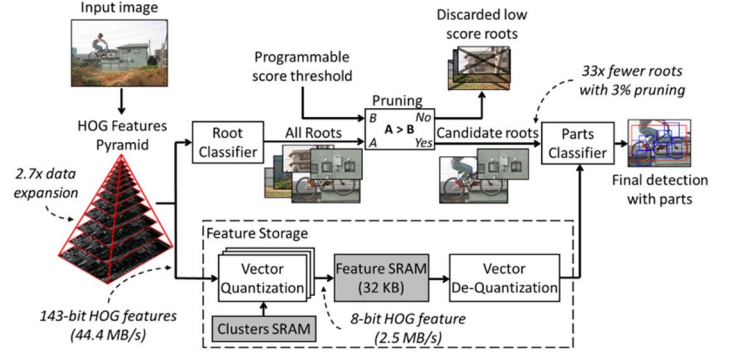 Input image
HOG Features
Pyramid
2.7x data
expansion
143-bit HOG features
(44.4 MB/s)
Root
Classifier
All Roots
Programmable
score threshold
Pruning
B
No
A > B
A
Yes
Discarded low
score roots
Candidate roots
33x fewer roots
with 3% pruning
Parts
Classifier
Final detection
with parts
Feature Storage
Vector
Quantization
Clusters SRAM
Feature SRAM
(32 KB)
8-bit HOG feature
(2.5 MB/s)
Vector
De-Quantization